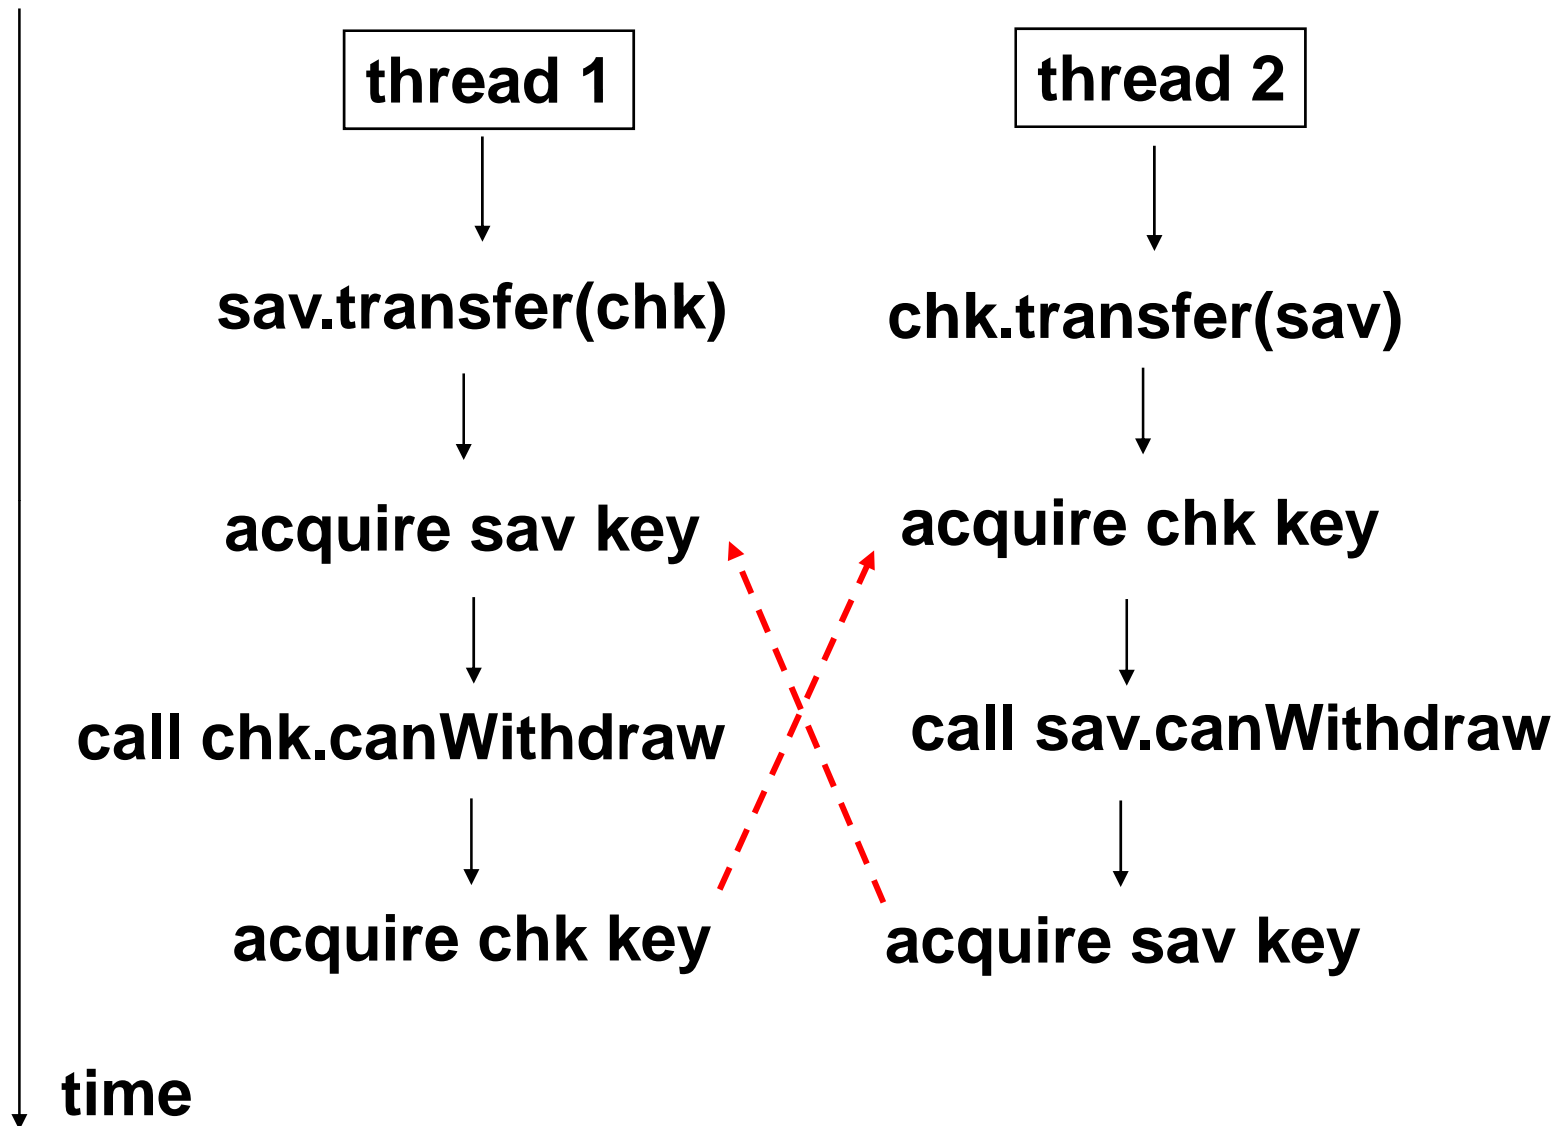 thread 1
thread 2
sav.transfer(chk)
chk.transfer(sav)
acquire sav key
acquire chk key
call chk.canWithdraw
call sav.canWithdraw
acquire chk key
acquire sav key
time